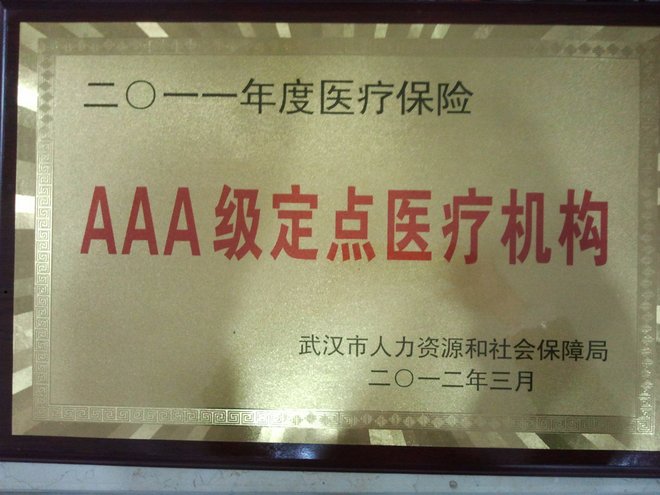 二〇一一年度医疗保险
AAA级定点医疗机构
武汉市人力资源和社会保障局
二〇一二年三月